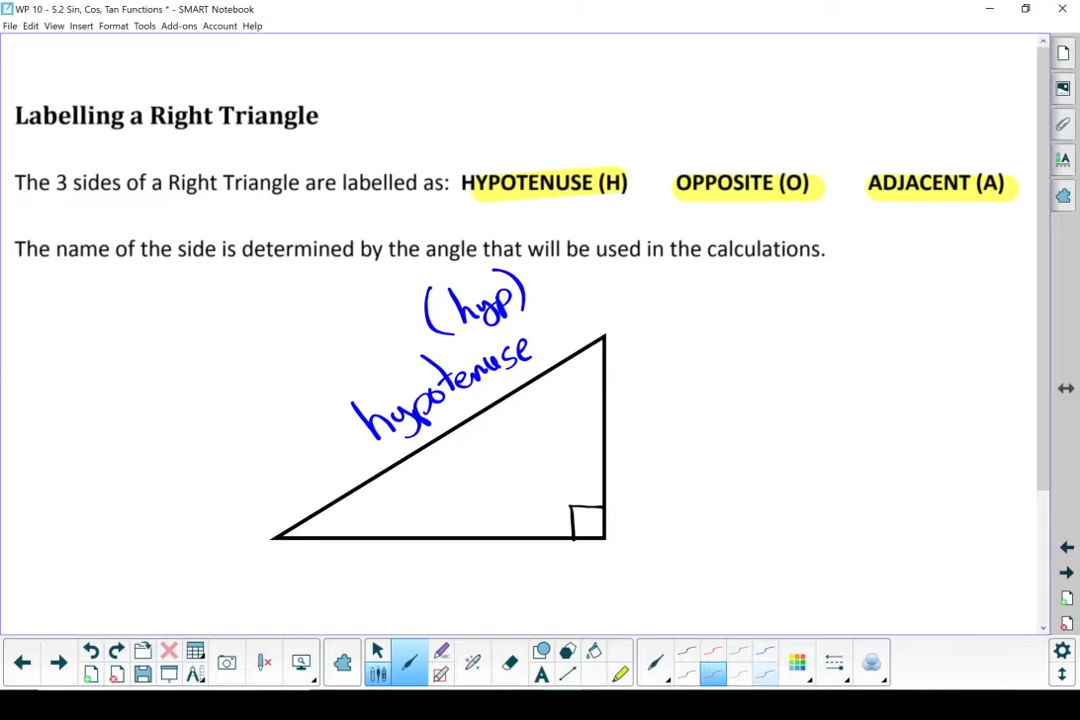 WP 10 - 5.2 Sin, Cos, Tan Functions * - SMART Notebook
File Edit View Insert Format Tools Add-ons Account Help
Labelling a Right Triangle
The 3 sides of a Right Triangle are labelled as: HYPOTENUSE (H) OPPOSITE (O) ADJACENT (A)
The name of the side is determined by the angle that will be used in the calculations.
(hyp)
hypotenuse